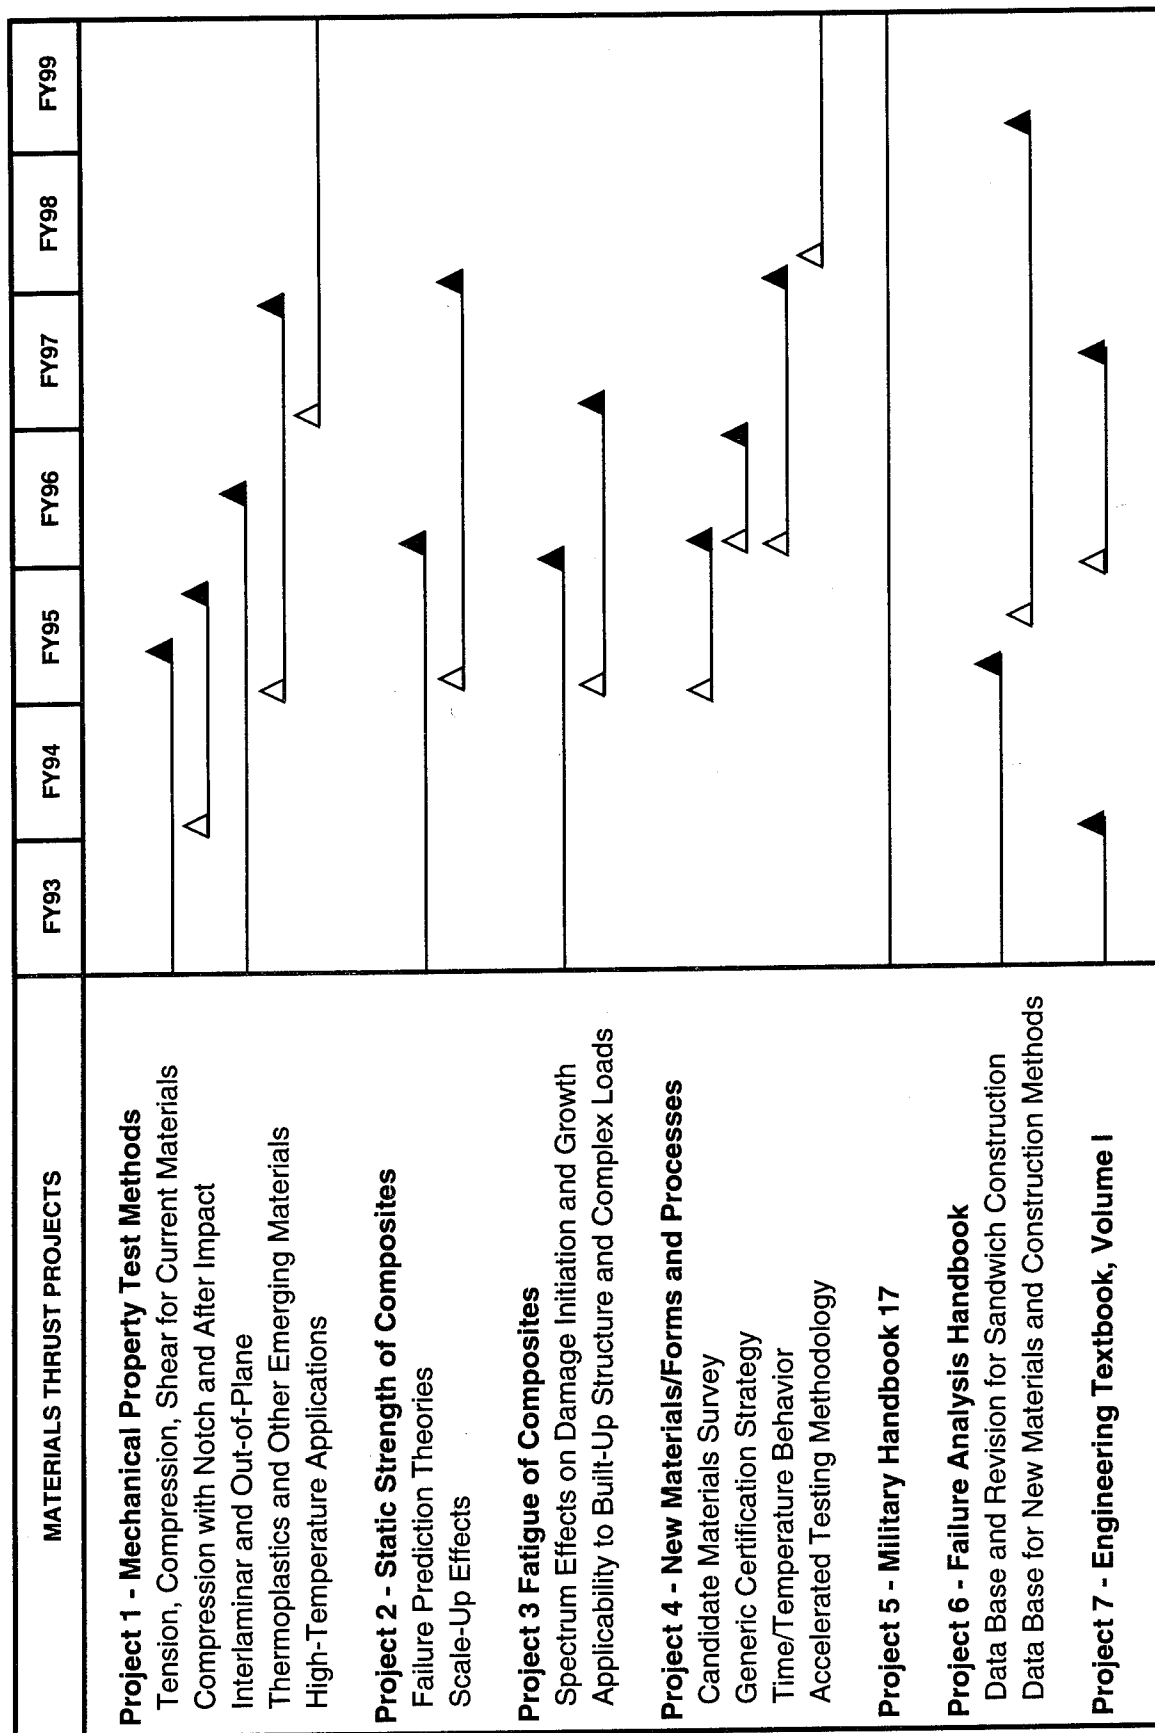 MATERIALS THRUST PROJECTS
FY93
FY94
FY95
FY96
FY97
FY98
FY99
Project 1 - Mechanical Property Test Methods
Tension, Compression, Shear for Current Materials
Compression with Notch and After Impact
Interlaminar and Out-of-Plane
Thermoplastics and Other Emerging Materials
High-Temperature Applications
Project 2 - Static Strength of Composites
Failure Prediction Theories
Scale-Up Effects
Project 3 Fatigue of Composites
Spectrum Effects on Damage Initiation and Growth
Applicability to Built-Up Structure and Complex Loads
Project 4 - New Materials/Forms and Processes
Candidate Materials Survey
Generic Certification Strategy
Time/Temperature Behavior
Accelerated Testing Methodology
Project 5 - Military Handbook 17
Project 6 - Failure Analysis Handbook
Data Base and Revision for Sandwich Construction
Data Base for New Materials and Construction Methods
Project 7 - Engineering Textbook, Volume I